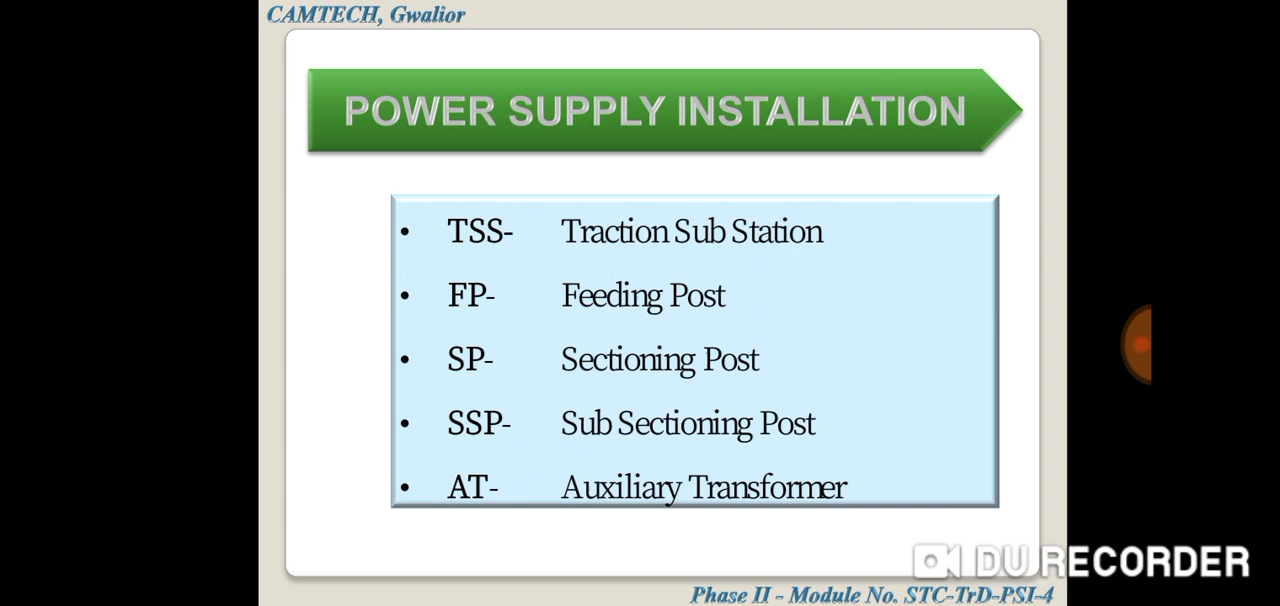 CAMTECH, Gwalior
POWER SUPPLY INSTALLATION
• TSS- Traction Sub Station
• FP- Feeding Post
• SP- Sectioning Post
• SSP- Sub Sectioning Post
• AT- Auxiliary Transformer
DU RECORDER
Phase II - Module No. STC-TrD-PSI-4